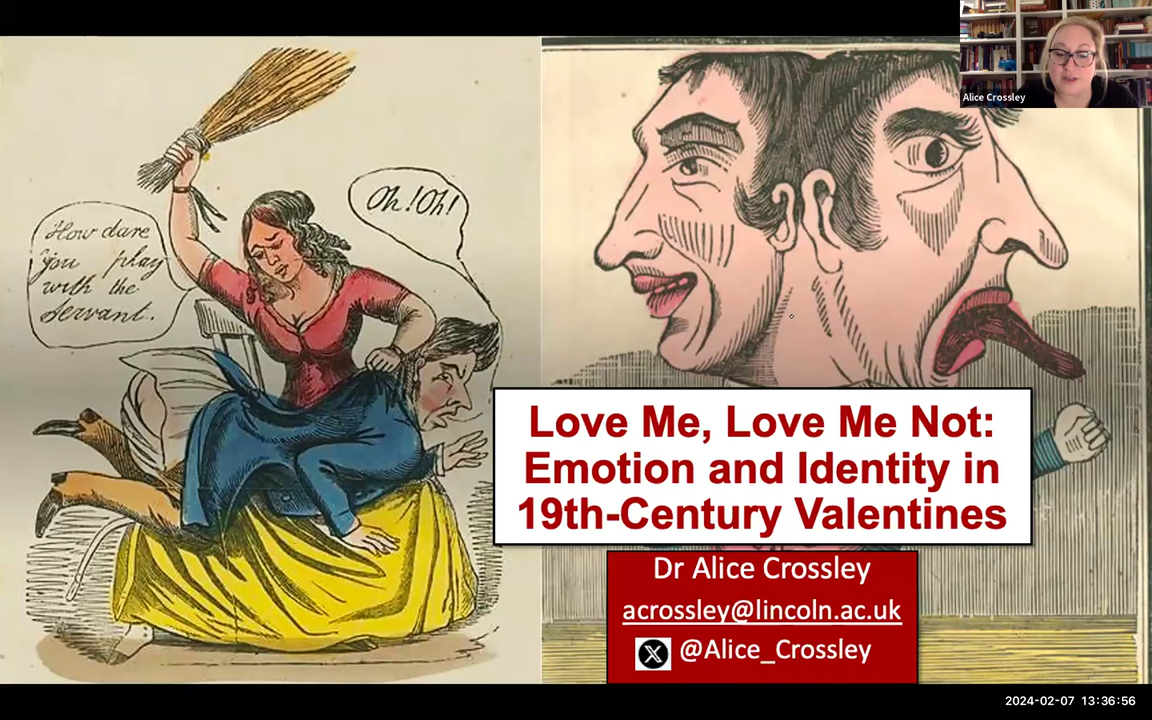 Alice Crossley
How dare
you play
with the
Servant.
Oh! Oh!
Love Me, Love Me Not:
Emotion and Identity in
19th-Century Valentines
Dr Alice Crossley
acrossley@lincoln.ac.uk
@Alice_Crossley
2024-02-07 13:36:56